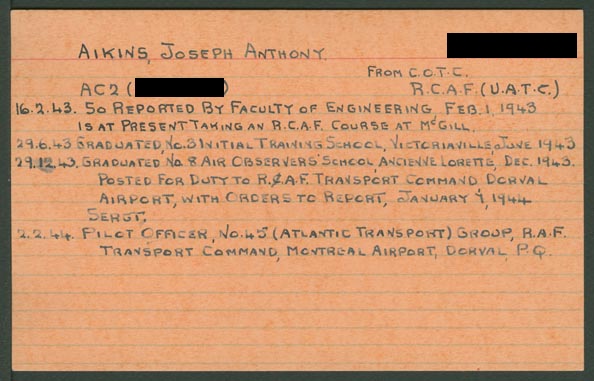 AIKINS, JOSEPH ANTHONY.
FROM C.O.T.C.
AC2 ( ) R.C.A.F. (U.A.T.C.)
16.2.43. SO REPORTED BY FACULTY OF ENGINEERING, FEB. 1, 1943
IS AT PRESENT TAKING AN R.C.A.F. COURSE AT McGILL.
29.6.43 GRADUATED, No. 3 INITIAL TRAINING SCHOOL, VICTORIAVILLE, JUNE 1943
29.12.43. GRADUATED No. 8 AIR OBSERVERS' SCHOOL, ANCIENNE LORETTE, DEC. 1943.
POSTED FOR DUTY TO R.A.F. TRANSPORT COMMAND DORVAL
AIRPORT, WITH ORDERS TO REPORT, JANUARY 1944
SERGT.
2.2.44. PILOT OFFICER, NO. 45 (ATLANTIC TRANSPORT) GROUP, R.A.F.
TRANSPORT COMMAND, MONTREAL AIRPORT, DORVAL, P.Q.